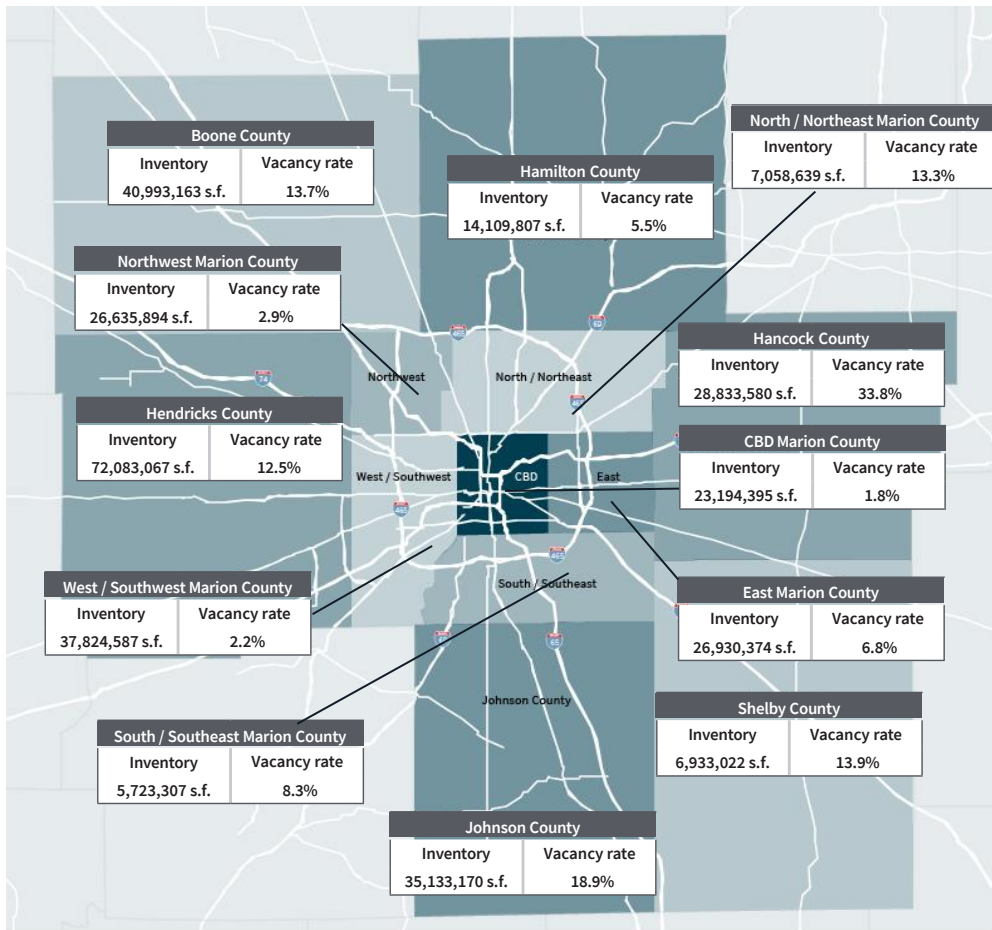 North / Northeast Marion County
Inventory Vacancy rate
7,058,639 s.f. 13.3%
Boone County
Inventory Vacancy rate
40,993,163 s.f. 13.7%
Hamilton County
Inventory Vacancy rate
14,109,807 s.f. 5.5%
Northwest Marion County
Inventory Vacancy rate
26,635,894 s.f. 2.9%
69
465
Hancock County
Inventory Vacancy rate
28,833,580 s.f. 33.8%
74
Northwest
North / Northeast
465
Hendricks County
Inventory Vacancy rate
72,083,067 s.f. 12.5%
CBD Marion County
Inventory Vacancy rate
23,194,395 s.f. 1.8%
West / Southwest
CBD
East
465
465
South / Southeast
West / Southwest Marion County
Inventory Vacancy rate
37,824,587 s.f. 2.2%
East Marion County
Inventory Vacancy rate
26,930,374 s.f. 6.8%
65
Johnson County
Shelby County
Inventory Vacancy rate
6,933,022 s.f. 13.9%
South / Southeast Marion County
Inventory Vacancy rate
5,723,307 s.f. 8.3%
Johnson County
Inventory Vacancy rate
35,133,170 s.f. 18.9%